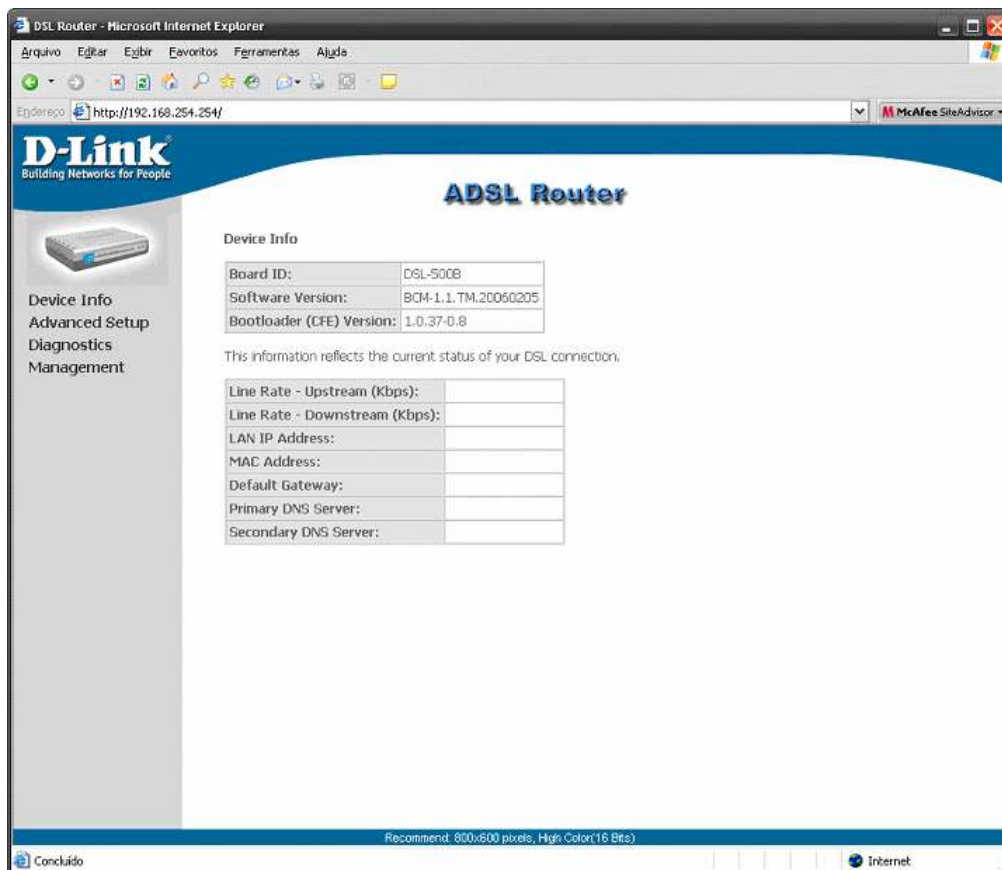 DSL Router - Microsoft Internet Explorer
Arquivo Editar Exibir Favoritos Ferramentas Ajuda
Endereço http://192.168.254.254/ McAfee SiteAdvisor
D-Link
Building Networks for People
ADSL Router
Device Info
Advanced Setup
Diagnostics
Management
Device Info
Board ID: DSL-500B
Software Version: BCM-1.1.TM.20060205
Bootloader (CFE) Version: 1.0.37-0.8
This information reflects the current status of your DSL connection.
Line Rate - Upstream (Kbps):
Line Rate - Downstream (Kbps):
LAN IP Address:
MAC Address:
Default Gateway:
Primary DNS Server:
Secondary DNS Server:
Recommend: 800x600 pixels, High Color(16 Bits)
Concluído Internet